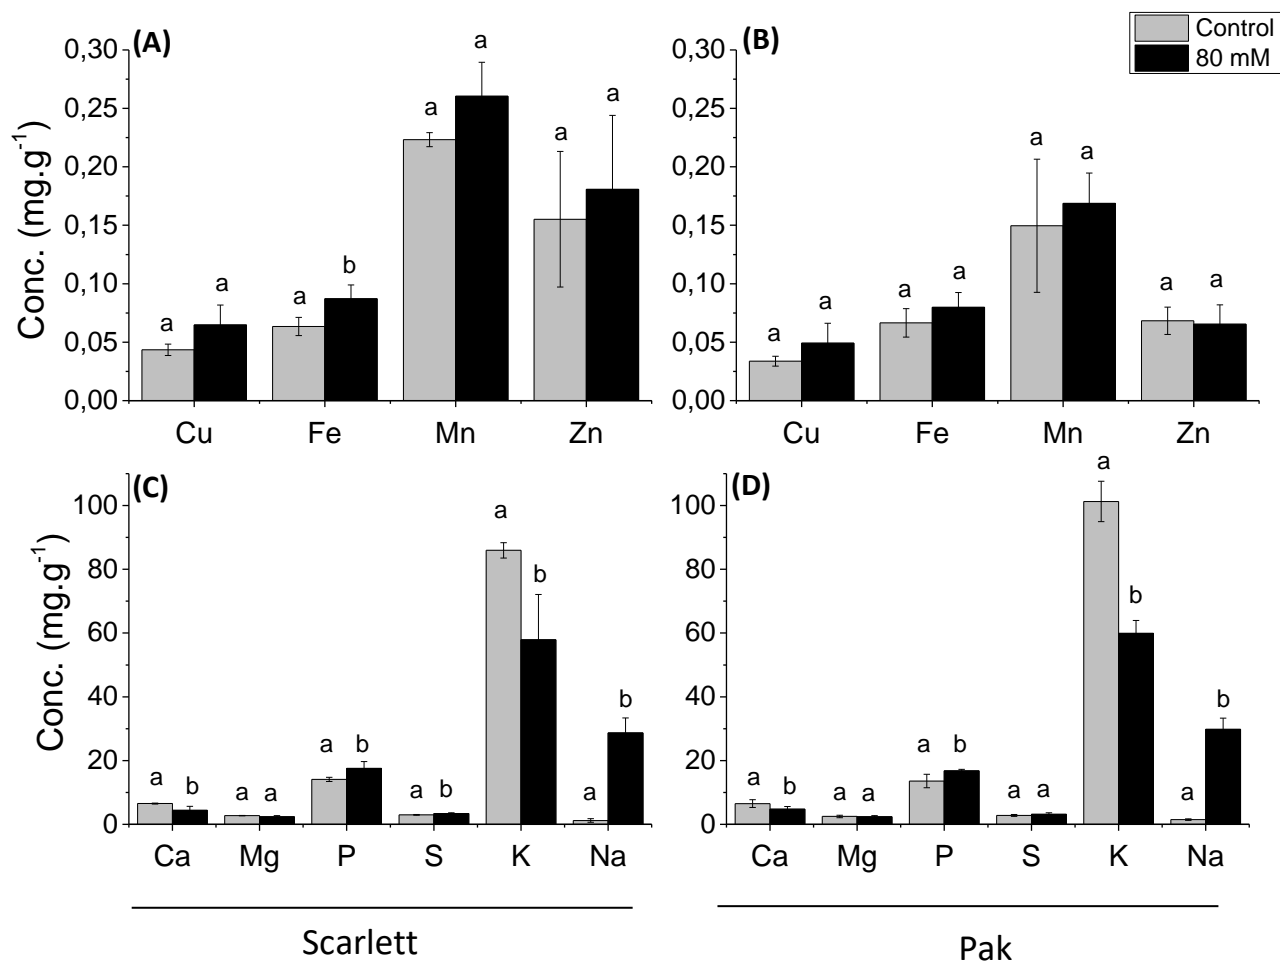 (A)
(B)
Control
80 mM
0,30
0,25
0,20
0,15
0,10
0,05
0,00
Conc. (mg.g⁻¹)
a a a b a a a a
Cu Fe Mn Zn
0,30
0,25
0,20
0,15
0,10
0,05
0,00
a a a a a a a a
Cu Fe Mn Zn
(C)
100
80
60
40
20
0
Conc. (mg.g⁻¹)
a b a a a b a b a b a b
Ca Mg P S K Na
Scarlett
(D)
100
80
60
40
20
0
a b a a a b a a a b a b
Ca Mg P S K Na
Pak